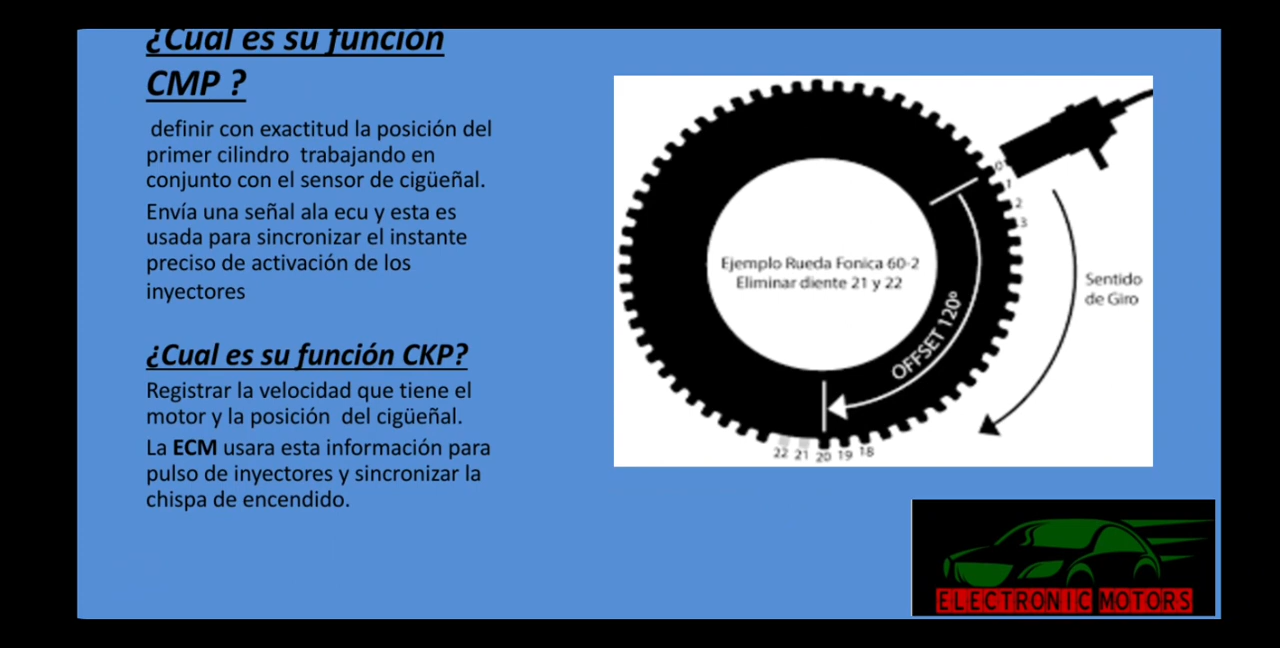 ¿Cual es su función
CMP ?
definir con exactitud la posición del
primer cilindro trabajando en
conjunto con el sensor de cigüeñal.
Envía una señal ala ecu y esta es
usada para sincronizar el instante
preciso de activación de los
inyectores
¿Cual es su función CKP?
Registrar la velocidad que tiene el
motor y la posición del cigüeñal.
La ECM usara esta información para
pulso de inyectores y sincronizar la
chispa de encendido.
0
1
2
3
Ejemplo Rueda Fonica 60-2
Eliminar diente 21 y 22
OFFSET 120º
Sentido
de Giro
22 21 20 19 18
ELECTRONIC MOTORS